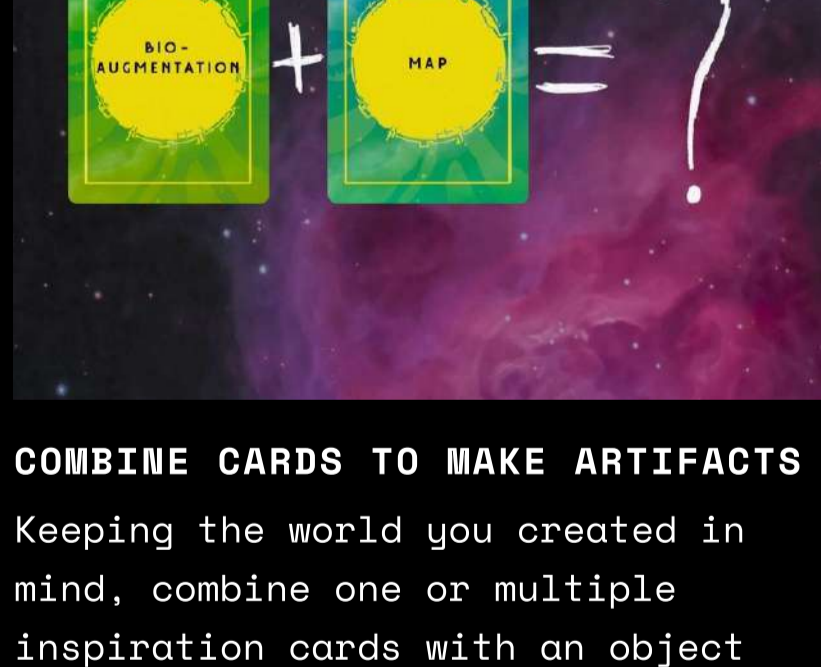 BIO-
AUGMENTATION
+
MAP
=
?
COMBINE CARDS TO MAKE ARTIFACTS
Keeping the world you created in
mind, combine one or multiple
inspiration cards with an object